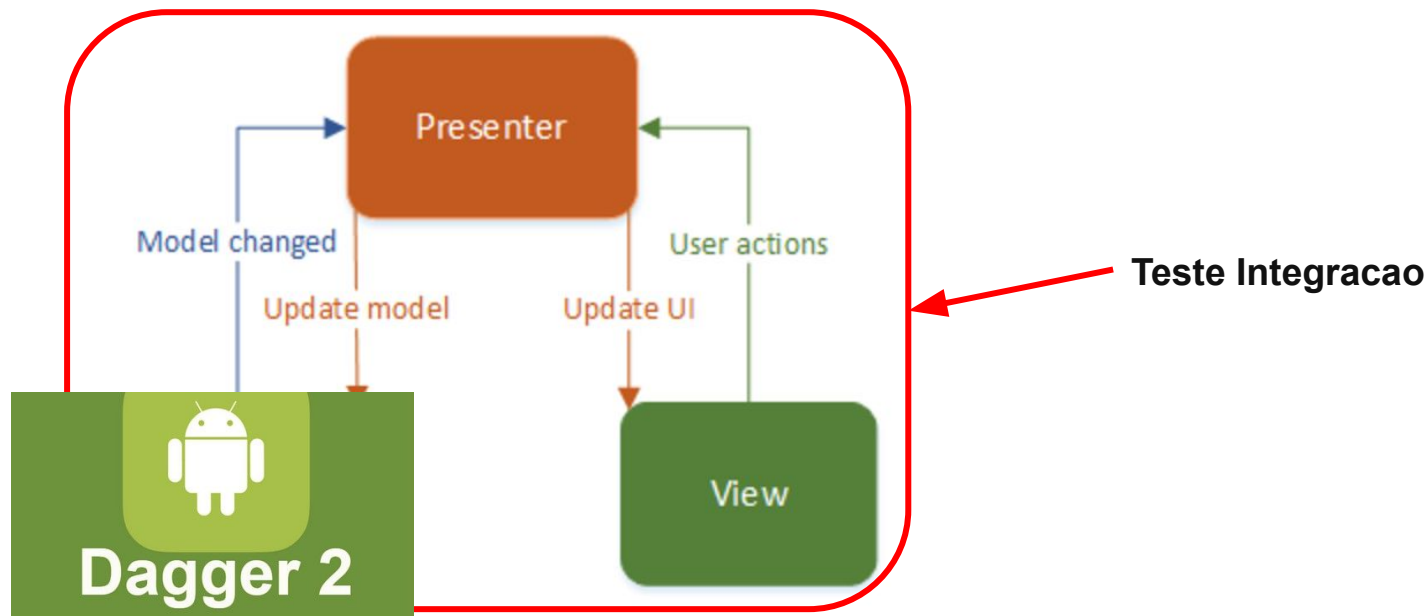 Presenter
Model changed
User actions
Teste Integracao
Update model
Update UI
View
Dagger 2